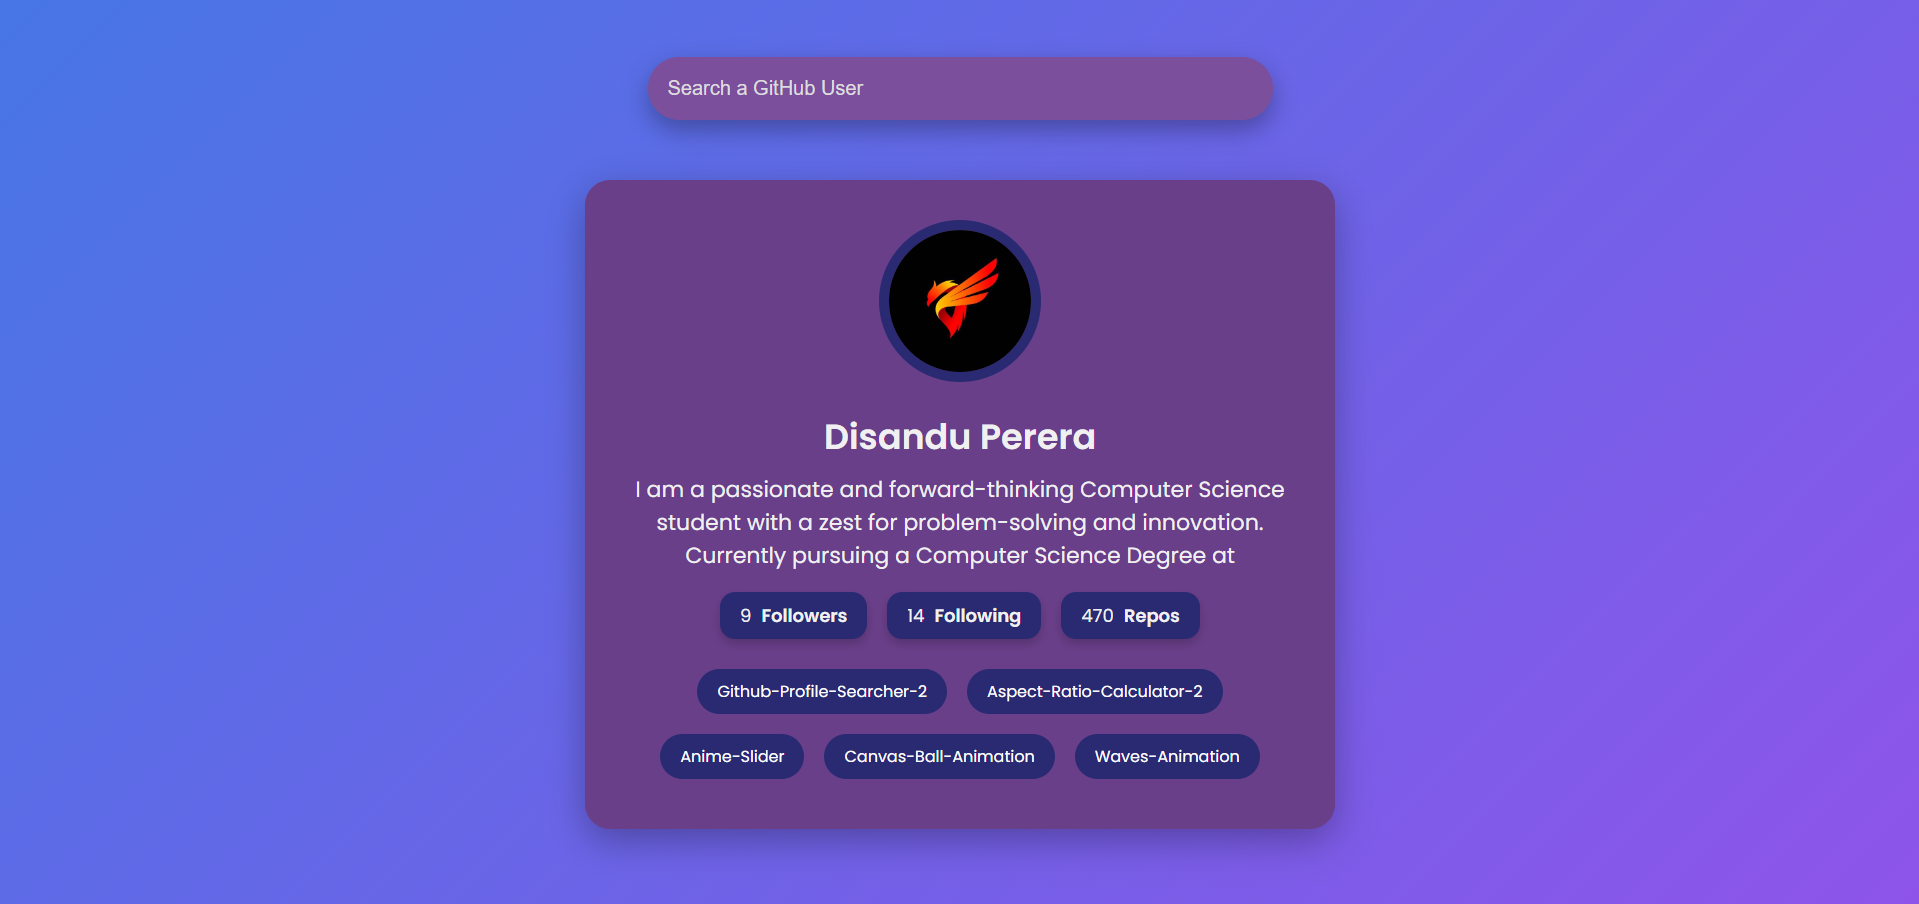 Search a GitHub User
Disandu Perera
I am a passionate and forward-thinking Computer Science
student with a zest for problem-solving and innovation.
Currently pursuing a Computer Science Degree at
9 Followers 14 Following 470 Repos
Github-Profile-Searcher-2 Aspect-Ratio-Calculator-2
Anime-Slider Canvas-Ball-Animation Waves-Animation